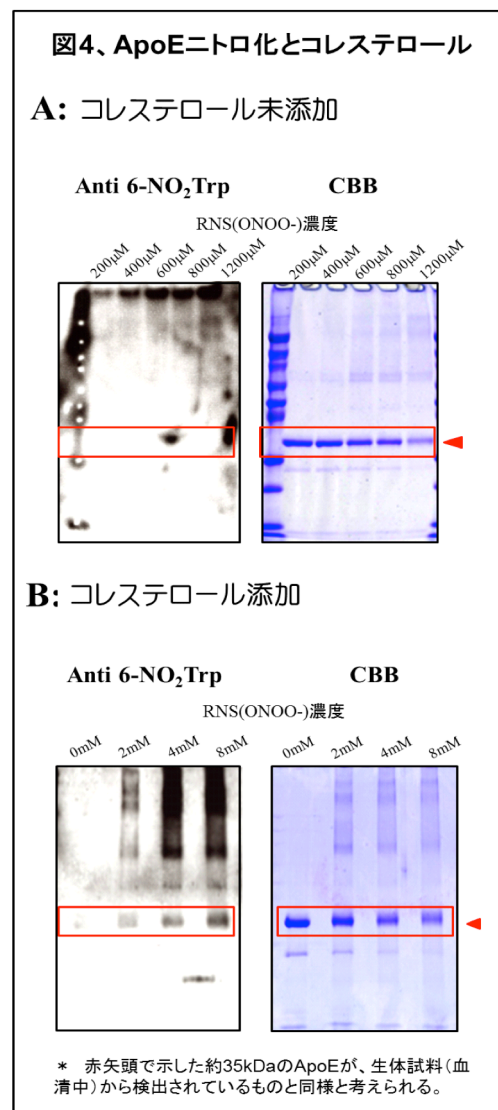 図4、ApoEニトロ化とコレステロール
A: コレステロール未添加
Anti 6-NO₂Trp
CBB
RNS(ONOO-)濃度
200μM 400μM 600μM 800μM 1200μM
200μM 400μM 600μM 800μM 1200μM
B: コレステロール添加
Anti 6-NO₂Trp
CBB
RNS(ONOO-)濃度
0mM 2mM 4mM 8mM
0mM 2mM 4mM 8mM
* 赤矢頭で示した約35kDaのApoEが、生体試料(血
清中)から検出されているものと同様と考えられる。